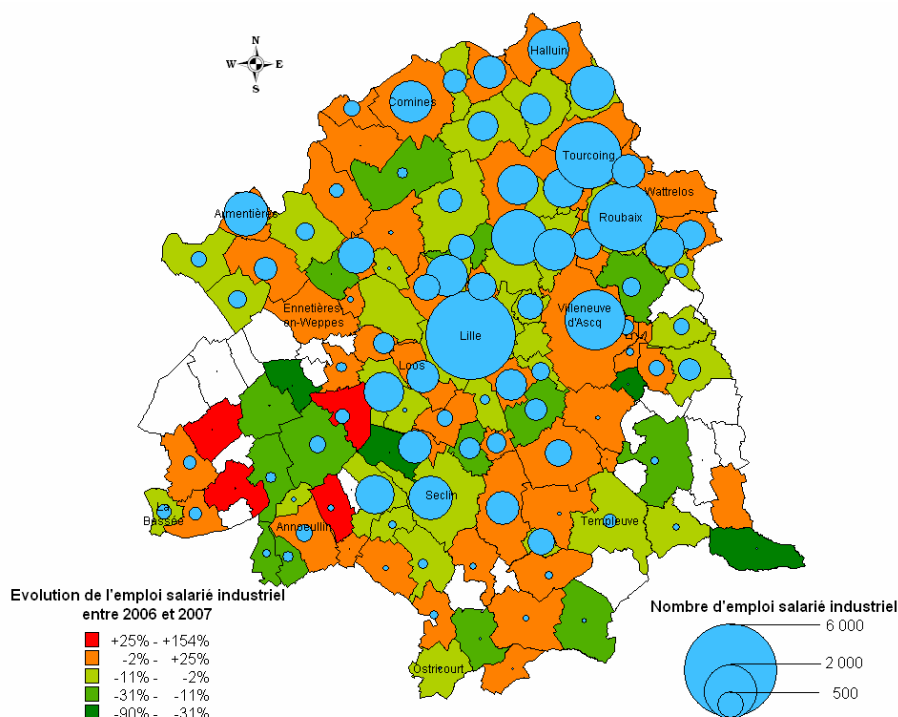 N
W E
S
Halluin
Comines
Tourcoing
Wattrelos
Armentières
Roubaix
Ennetières
en-Weppes
Villeneuve
d'Ascq
Lille
Loos
Seclin
La
Bassée
Annoeullin
Templeuve
Ostricourt
Evolution de l'emploi salarié industriel
entre 2006 et 2007
+25% - +154%
-2% - +25%
-11% - -2%
-31% - -11%
-90% - -31%
Nombre d'emploi salarié industriel
6 000
2 000
500